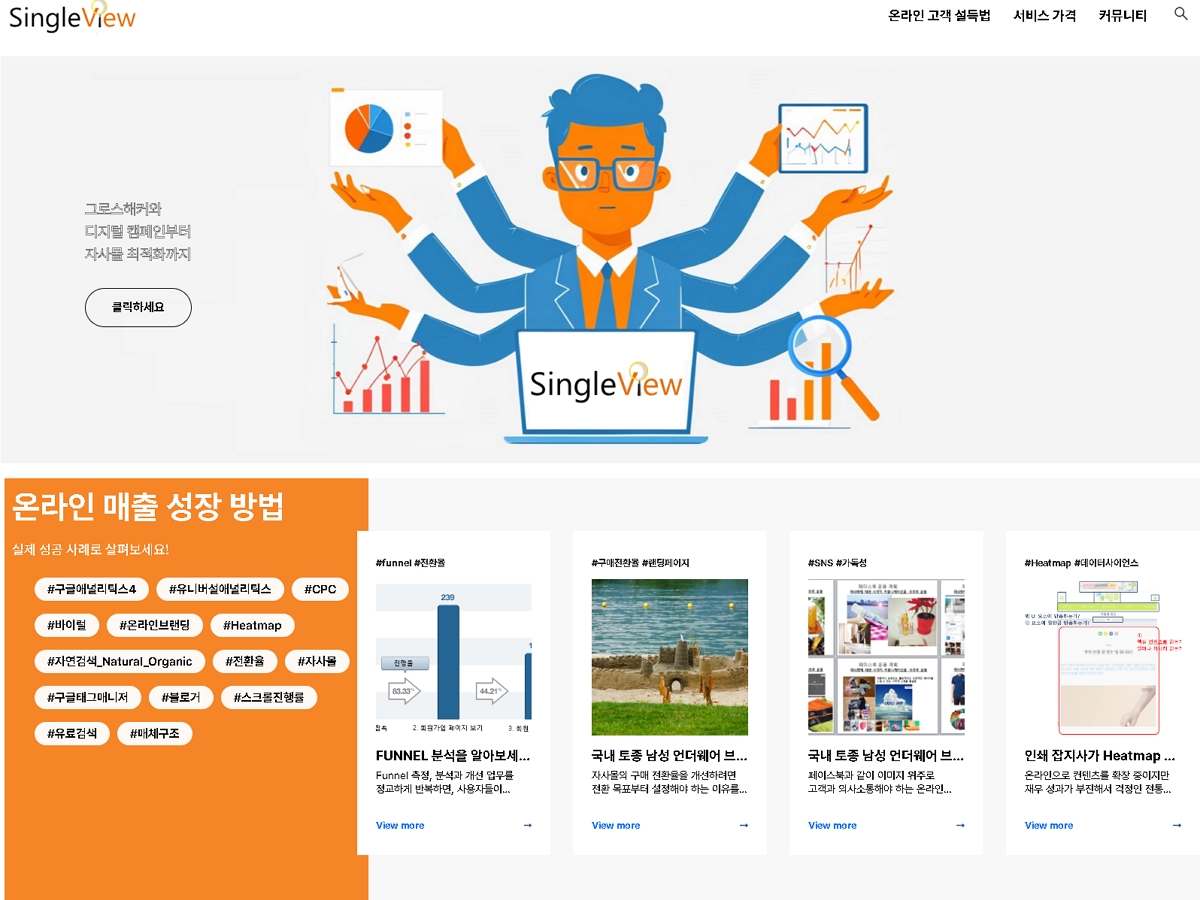 SingleView
온라인 고객 설득법 서비스 가격 커뮤니티
그로스해커와
디지털 캠페인부터
자사몰 최적화까지
클릭하세요
SingleView
온라인 매출 성장 방법
실제 성공 사례로 살펴보세요!
#구글애널리틱스4 #유니버설애널리틱스 #CPC
#바이럴 #온라인브랜딩 #Heatmap
#자연검색_Natural_Organic #전환율 #자사몰
#구글태그매니저 #블로거 #스크롤진행률
#유료검색 #매체구조
#funnel #전환율
239
진행율
83.33%
44.21%
접속 2. 회원가입 페이지 보기 3. 회원
FUNNEL 분석을 알아보세...
Funnel 측정, 분석과 개선 업무를
정교하게 반복하면, 사용자들이...
View more →
#구매전환율 #랜딩페이지
국내 토종 남성 언더웨어 브...
자사몰의 구매 전환율을 개선하려면
전환 목표부터 설정해야 하는 이유를...
View more →
#SNS #가독성
국내 토종 남성 언더웨어 브...
페이스북과 같이 이미지 위주로
고객과 의사소통해야 하는 온라인...
View more →
#Heatmap #데이터사이언스
인쇄 잡지사가 Heatmap ...
온라인으로 컨텐츠를 확장 중이지만
재우 성과가 부진해서 걱정인 전통...
View more →